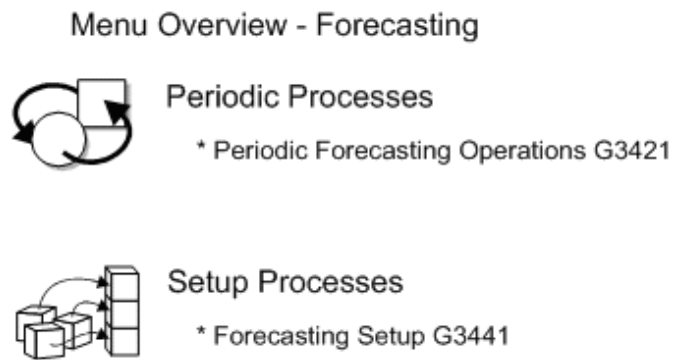 Menu Overview - Forecasting
Periodic Processes
* Periodic Forecasting Operations G3421
Setup Processes
* Forecasting Setup G3441